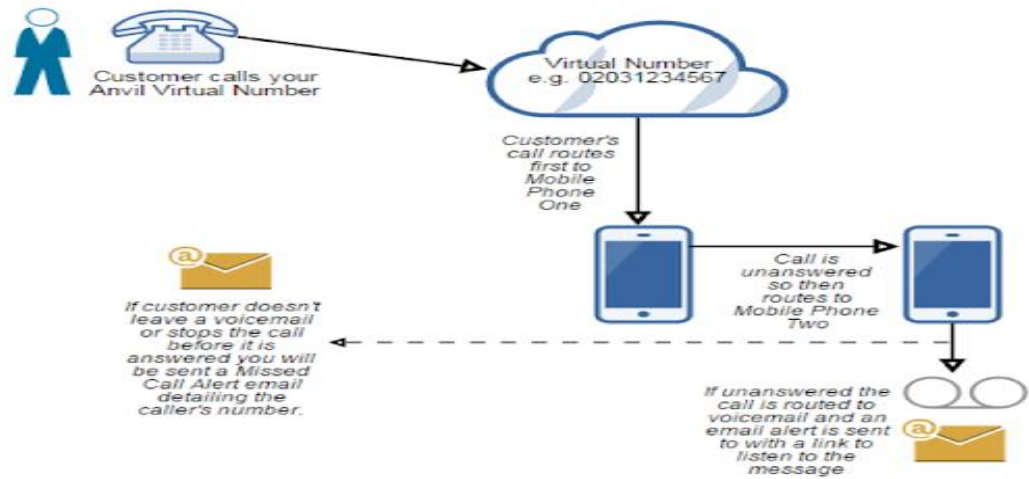 Customer calls your
Anvil Virtual Number
Virtual Number
e.g. 02031234567
Customer's
call routes
first to
Mobile
Phone
One
Call is
unanswered
so then
routes to
Mobile Phone
Two
@
If customer doesn't
leave a voicemail
or stops the call
before it is
answered you will
be sent a Missed
Call Alert email
detailing the
caller's number.
If unanswered the
call is routed to
voicemail and an
email alert is sent
to with a link to
listen to the
message
@